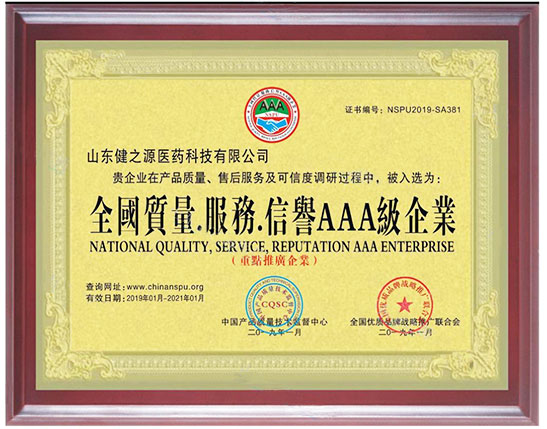 AAA
NSPU
证书编号：NSPU2019-SA381
山东健之源医药科技有限公司
贵企业在产品质量、售后服务及可信度调研过程中，被入选为：
全國質量.服務.信譽AAA级企業
NATIONAL QUALITY, SERVICE, REPUTATION AAA ENTERPRISE
（重點推廣企業）
查询网址：www.chinanspu.org
有效日期：2019年01月-2021年01月
CQSC
中国产品质量技术监督中心
二〇一九年一月
全国优质品牌战略推广联合会
二〇一九年一月